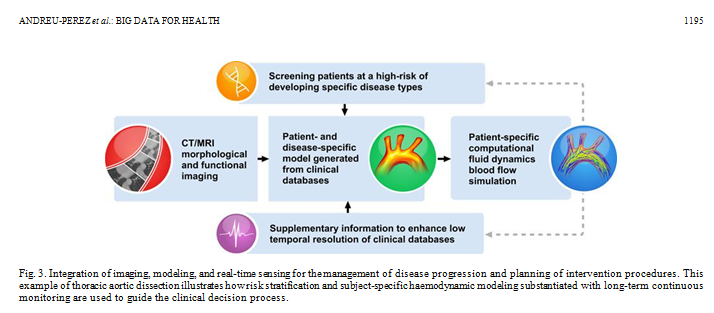 ANDREU-PEREZ et al.: BIG DATA FOR HEALTH
1195
Screening patients at a high-risk of
developing specific disease types
CT/MRI
morphological
and functional
imaging
Patient- and
disease-specific
model generated
from clinical
databases
Patient-specific
computational
fluid dynamics
blood flow
simulation
Supplementary information to enhance low
temporal resolution of clinical databases
Fig. 3. Integration of imaging, modeling, and real-time sensing for the management of disease progression and planning of intervention procedures. This
example of thoracic aortic dissection illustrates how risk stratification and subject-specific haemodynamic modeling substantiated with long-term continuous
monitoring are used to guide the clinical decision process.